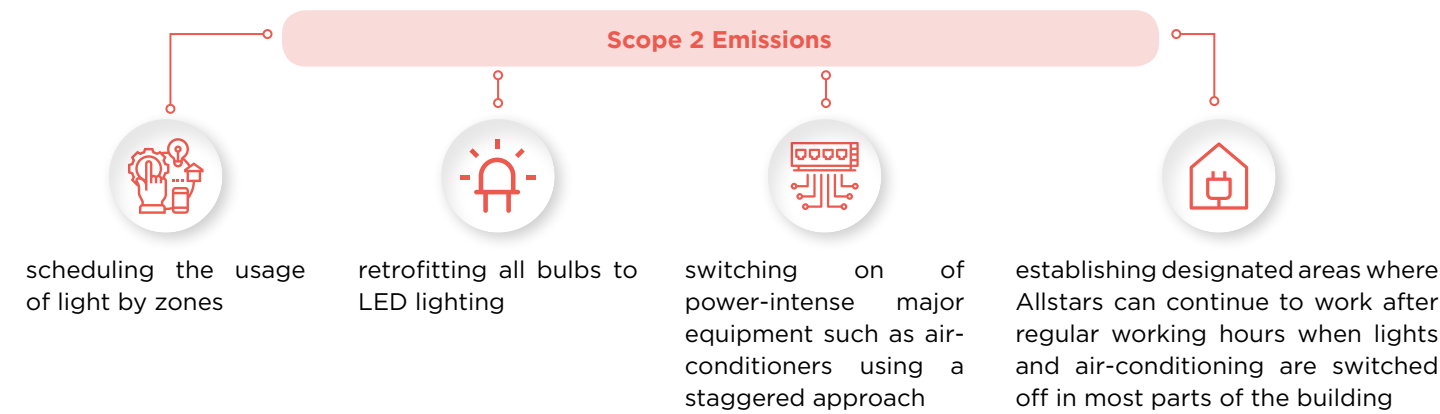 Scope 2 Emissions
scheduling the usage
of light by zones
retrofitting all bulbs to
LED lighting
switching on of
power-intense major
equipment such as air-
conditioners using a
staggered approach
establishing designated areas where
Allstars can continue to work after
regular working hours when lights
and air-conditioning are switched
off in most parts of the building